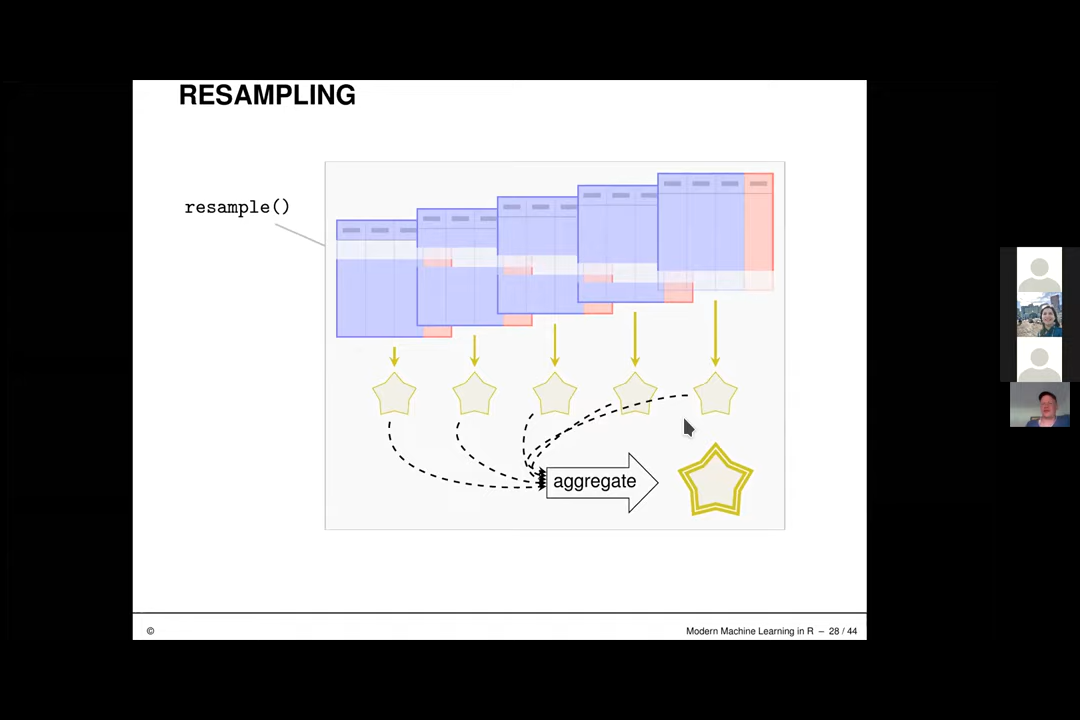 RESAMPLING
resample()
aggregate
©
Modern Machine Learning in R – 28 / 44